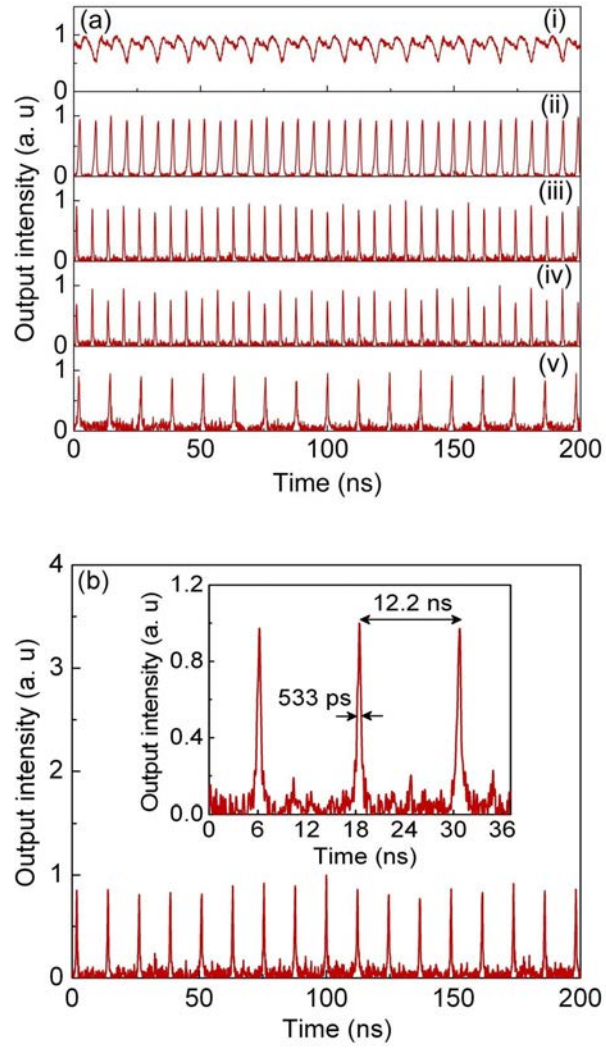 (a)
(i)
1
0
(ii)
1
0
(iii)
1
0
(iv)
1
0
(v)
1
0
Output intensity (a. u)
0 50 100 150 200
Time (ns)
(b)
4
3
2
1
0
Output intensity (a. u)
0 50 100 150 200
Time (ns)
1.2
0.8
0.4
0.0
Output intensity (a. u)
12.2 ns
533 ps
0 6 12 18 24 30 36
Time (ns)